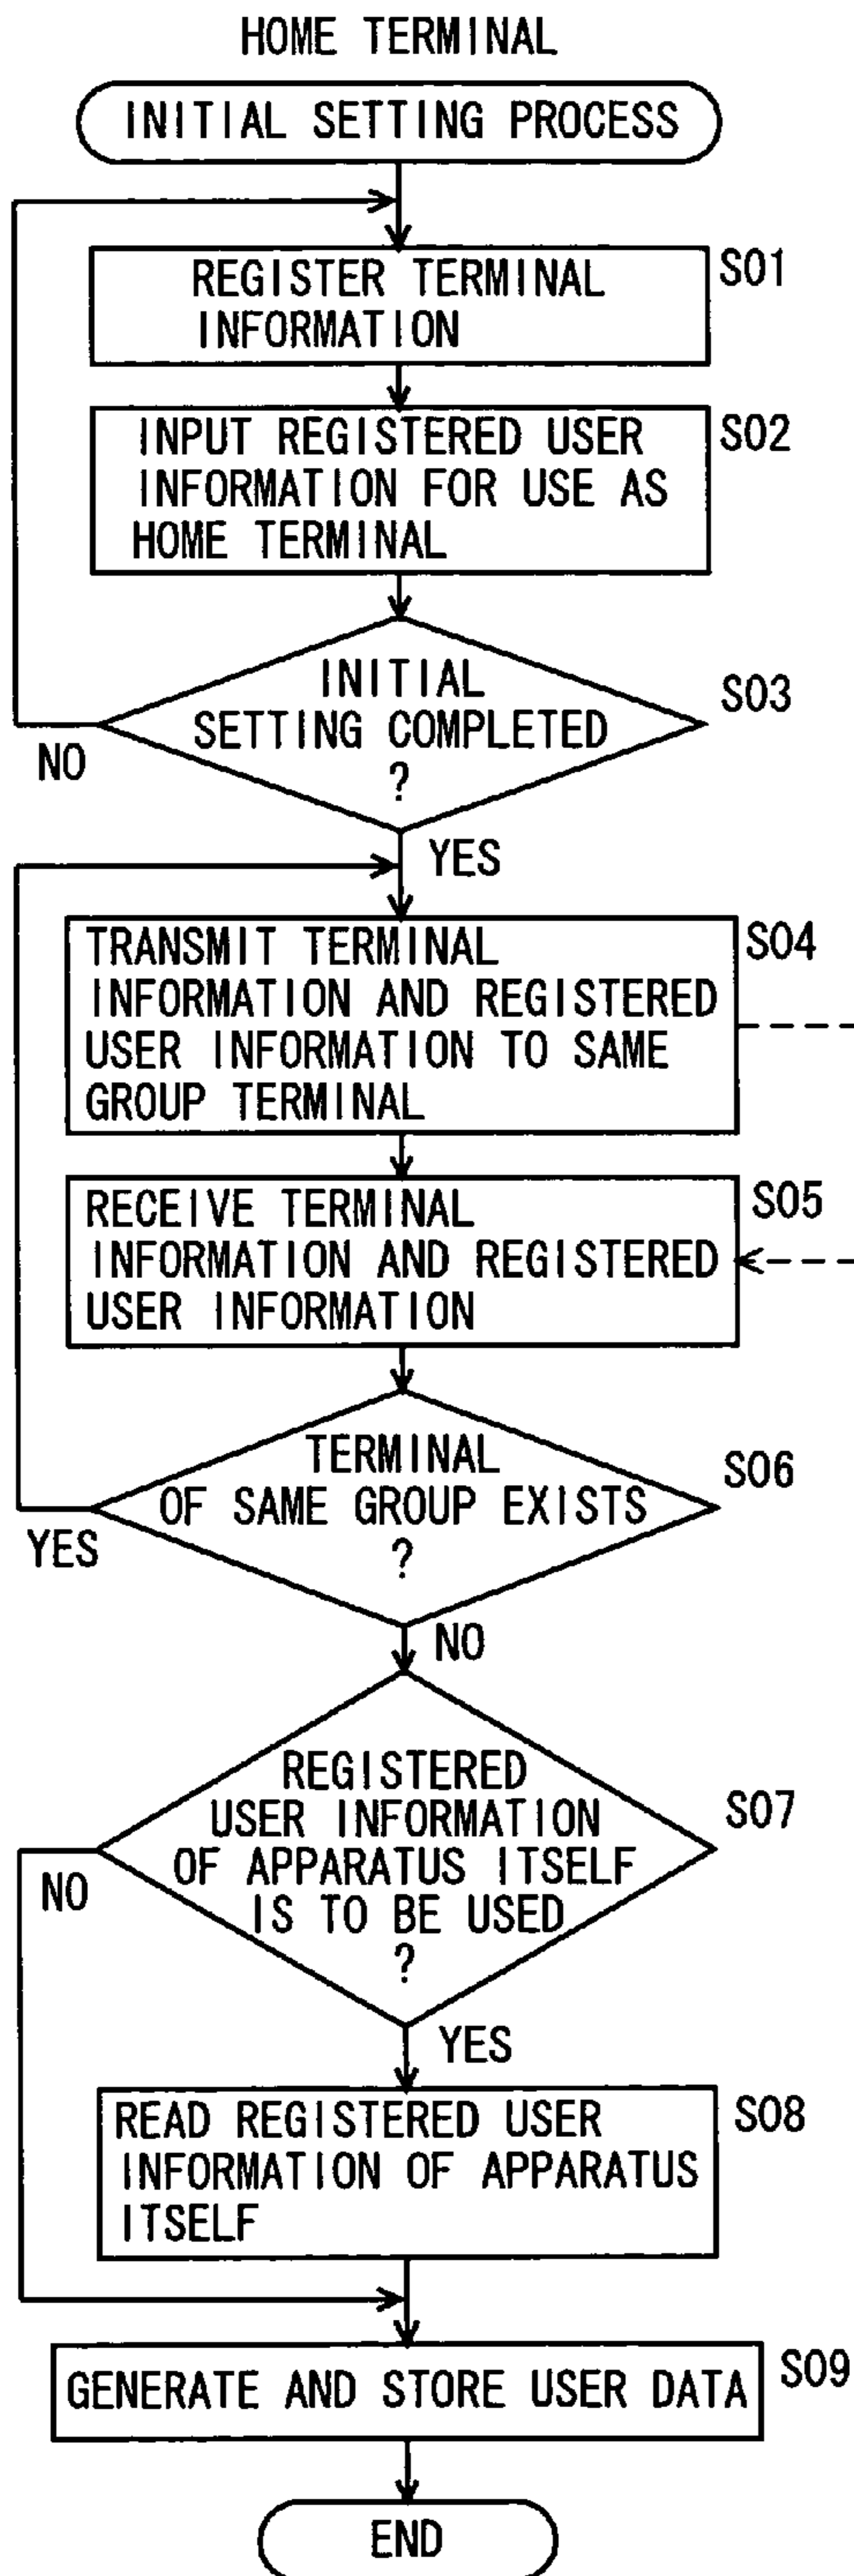 HOME TERMINAL
INITIAL SETTING PROCESS
REGISTER TERMINAL
INFORMATION
S01
INPUT REGISTERED USER
INFORMATION FOR USE AS
HOME TERMINAL
S02
INITIAL
SETTING COMPLETED
?
S03
NO
YES
TRANSMIT TERMINAL
INFORMATION AND REGISTERED
USER INFORMATION TO SAME
GROUP TERMINAL
S04
RECEIVE TERMINAL
INFORMATION AND REGISTERED
USER INFORMATION
S05
TERMINAL
OF SAME GROUP EXISTS
?
S06
YES
NO
REGISTERED
USER INFORMATION
OF APPARATUS ITSELF
IS TO BE USED
?
S07
NO
YES
READ REGISTERED USER
INFORMATION OF APPARATUS
ITSELF
S08
GENERATE AND STORE USER DATA
S09
END